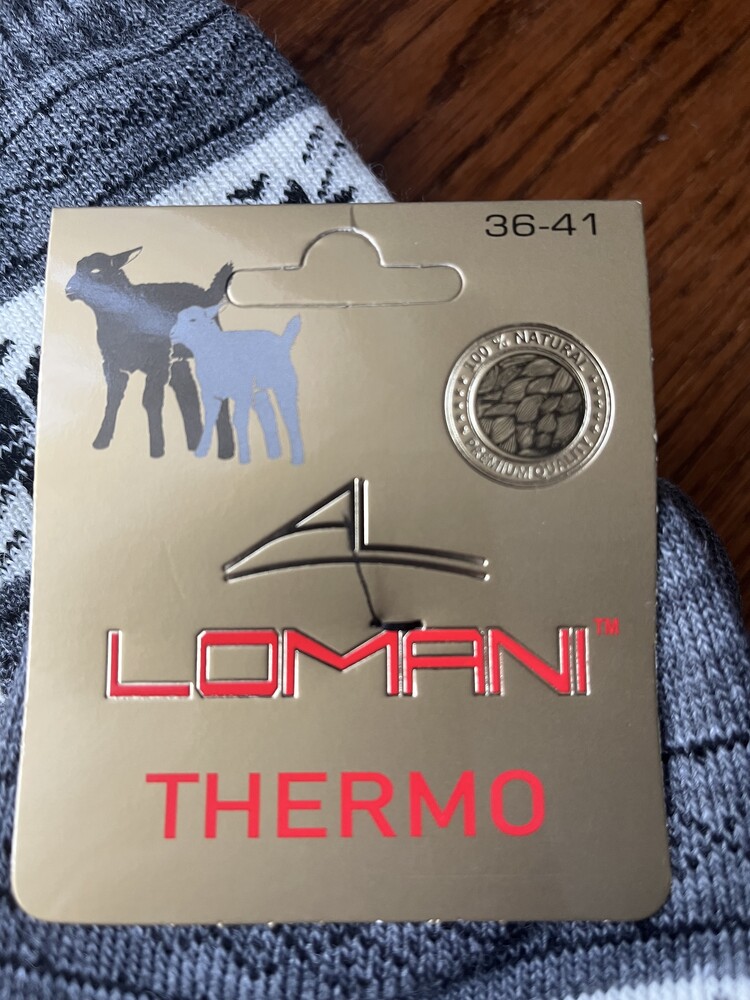 36-41
100 % NATURAL
PREMIUM QUALITY
LOMANI™
THERMO